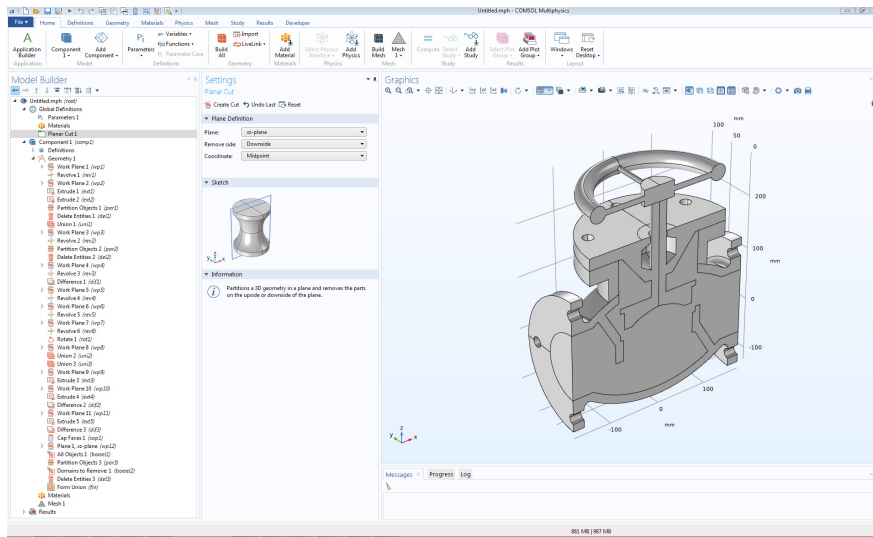 Untitled.mph - COMSOL Multiphysics
File Home Definitions Geometry Materials Physics Mesh Study Results Developer
Application Builder
Component 1
Add Component
Parameters
a= Variables
f(x) Functions
Pi Parameter Case
Build All
Import
LiveLink
Add Material
Select Physics Interface
Add Physics
Build Mesh
Mesh 1
Compute
Select Study
Add Study
Select Plot Group
Add Plot Group
Windows
Reset Desktop
Application Model Definitions Geometry Materials Physics Mesh Study Results Layout
Model Builder
Untitled.mph (root)
Global Definitions
Pi Parameters 1
Materials
Planar Cut 1
Component 1 (comp1)
Definitions
Geometry 1
Work Plane 1 (wp1)
Revolve 1 (rev1)
Work Plane 2 (wp2)
Extrude 1 (ext1)
Extrude 2 (ext2)
Partition Objects 1 (par1)
Delete Entities 1 (del1)
Union 1 (uni1)
Work Plane 3 (wp3)
Revolve 2 (rev2)
Partition Objects 2 (par2)
Delete Entities 2 (del2)
Work Plane 4 (wp4)
Revolve 3 (rev3)
Difference 1 (dif1)
Work Plane 5 (wp5)
Revolve 4 (rev4)
Work Plane 6 (wp6)
Revolve 5 (rev5)
Work Plane 7 (wp7)
Revolve 6 (rev6)
Rotate 1 (rot1)
Work Plane 8 (wp8)
Union 2 (uni2)
Union 3 (uni3)
Work Plane 9 (wp9)
Extrude 3 (ext3)
Work Plane 10 (wp10)
Extrude 4 (ext4)
Difference 2 (dif2)
Work Plane 11 (wp11)
Extrude 5 (ext5)
Difference 3 (dif3)
Cap Faces 1 (cap1)
Plane 1, xz-plane (wp12)
All Objects 1 (boxsel1)
Partition Objects 3 (par3)
Domains to Remove 1 (boxsel2)
Delete Entities 3 (del3)
Form Union (fin)
Materials
Mesh 1
Results
Settings
Planar Cut
Create Cut Undo Last Reset
Plane Definition
Plane: xz-plane
Remove side: Downside
Coordinate: Midpoint
Sketch
y z x
Information
Partitions a 3D geometry in a plane and removes the parts
on the upside or downside of the plane.
Graphics
mm
100
50
0
200
100
mm
0
-100
100
0
mm
-100
z
y x
Messages Progress Log
881 MB | 987 MB